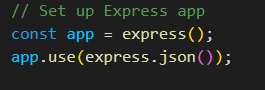 // Set up Express app
const app = express();
app.use(express.json());